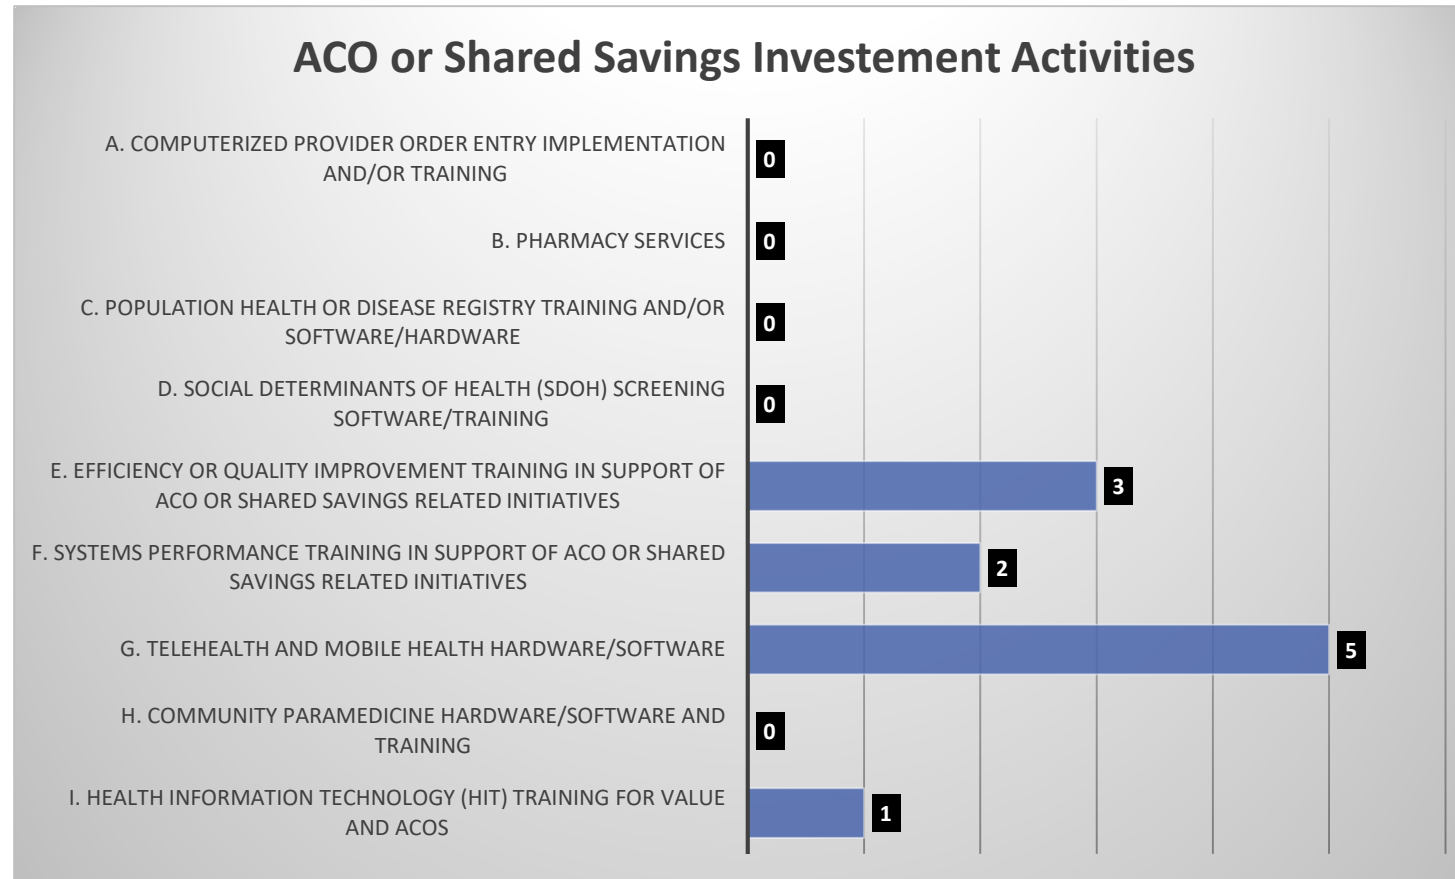 ACO or Shared Savings Investement Activities
A. COMPUTERIZED PROVIDER ORDER ENTRY IMPLEMENTATION
AND/OR TRAINING
0
B. PHARMACY SERVICES
0
C. POPULATION HEALTH OR DISEASE REGISTRY TRAINING AND/OR
SOFTWARE/HARDWARE
0
D. SOCIAL DETERMINANTS OF HEALTH (SDOH) SCREENING
SOFTWARE/TRAINING
0
E. EFFICIENCY OR QUALITY IMPROVEMENT TRAINING IN SUPPORT OF
ACO OR SHARED SAVINGS RELATED INITIATIVES
3
F. SYSTEMS PERFORMANCE TRAINING IN SUPPORT OF ACO OR SHARED
SAVINGS RELATED INITIATIVES
2
G. TELEHEALTH AND MOBILE HEALTH HARDWARE/SOFTWARE
5
H. COMMUNITY PARAMEDICINE HARDWARE/SOFTWARE AND
TRAINING
0
I. HEALTH INFORMATION TECHNOLOGY (HIT) TRAINING FOR VALUE
AND ACOS
1